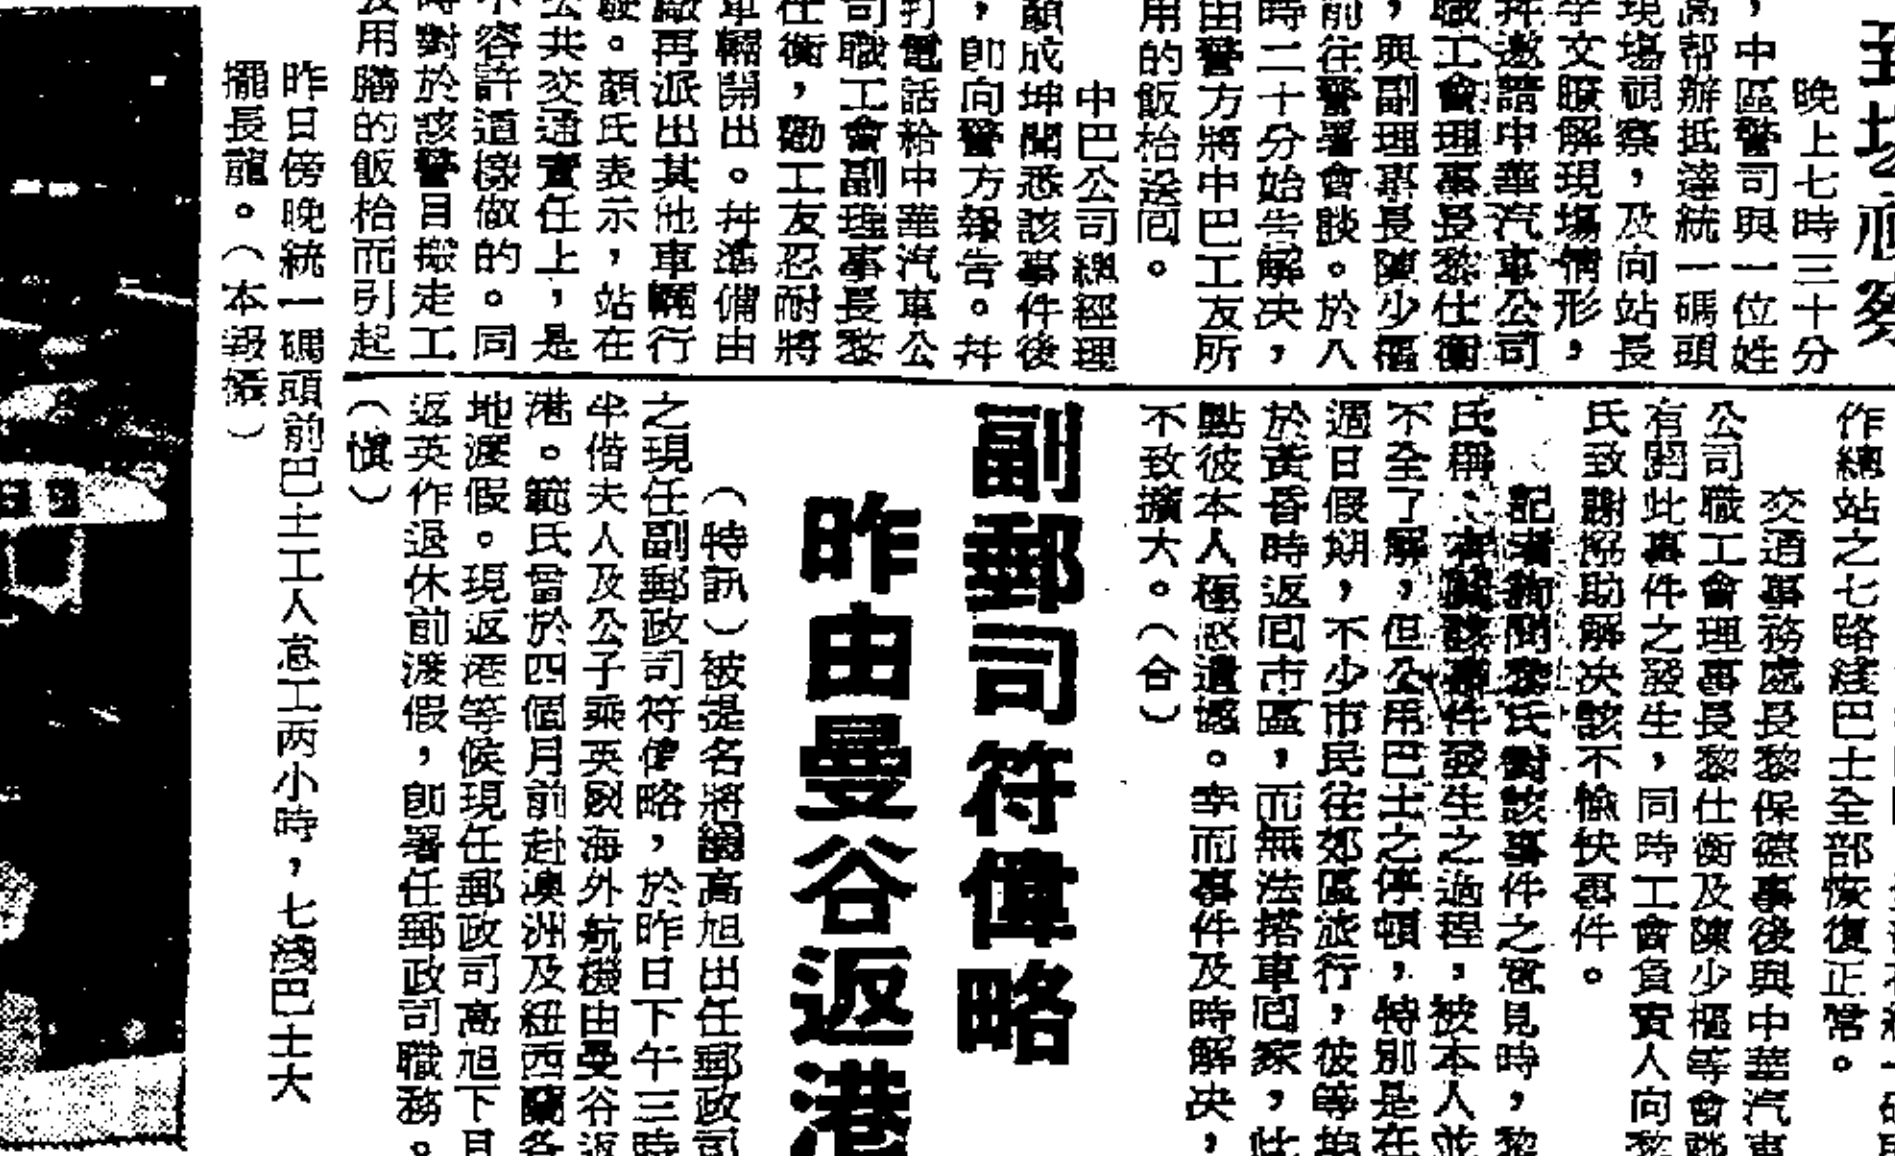 到場視察
晚上七時三十分
，中區警司與一位姓
高帮辦抵達統一碼頭
現場視察，及向站長
李文瞭解現場情形，
并邀請中華汽車公司
職工會理事長黎仕衡
，與副理事長陳少樞
前往警署會談。於八
時二十分始告解決，
由警方將中巴工友所
用的飯枱送囘。
中巴公司總經理
顏成坤聞悉該事件後
，卽向警方報告。并
打電話給中華汽車公
司職工會副理事長黎
仕衡，勸工友忍耐將
車輛開出。并準備由
廠再派出其他車輛行
駛。顏氏表示，站在
公共交通責任上，是
不容許這樣做的。同
時對於該警目搬走工
友用膳的飯枱而引起
昨日傍晚統一碼頭前巴士工人怠工两小時，七綫巴士大
擺長龍。（本報攝）
作總站之七路綫巴士全部恢復正常。
交通事務處長黎保德事後與中華汽車
公司職工會理事長黎仕衡及陳少樞等會談
有關此事件之發生，同時工會負責人向黎
氏致謝協助解決該不愉快事件。
記者詢問黎氏對該事件之意見時，黎
氏稱：有關該事件發生之過程，被本人並
不全了解，但公用巴士之停頓，特別是在
週日假期，不少市民往郊區旅行，彼等
於黃昏時返囘市區，而無法搭車囘家，此
點彼本人極感遺憾。幸而事件及時解決，
不致擴大。（合）
副郵司符偉略
昨由曼谷返港
（特訊）被提名將繼高旭出任郵政司
之現任副郵政司符偉略，於昨日下午三時
半偕夫人及公子乘英國海外航機由曼谷返
港。範氏曾於四個月前赴澳洲及紐西蘭各
地渡假。現返港等候現任郵政司高旭下月
返英作退休前渡假，卽署任郵政司職務。
（慎）